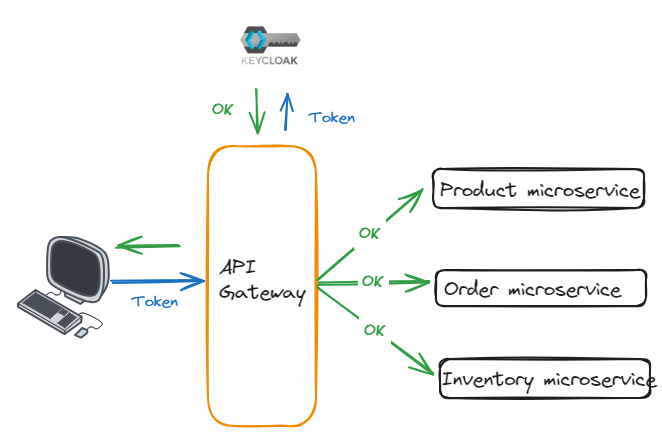 KEYCLOAK
OK
Token
Product microservice
OK
API
Gateway
OK
Order microservice
Token
OK
Inventory microservice